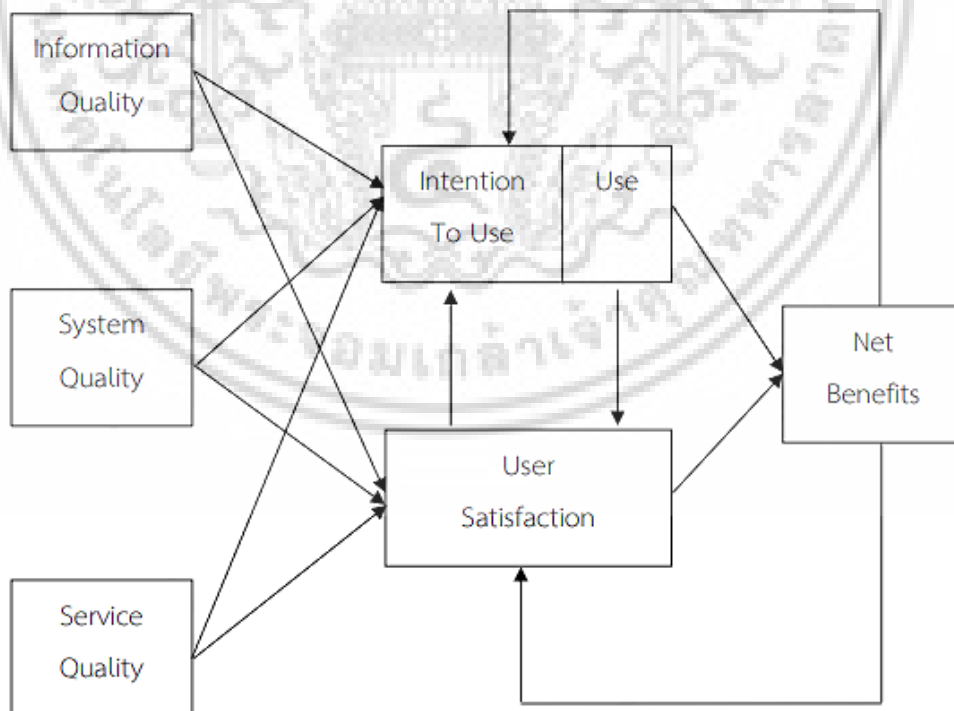 Information
Quality
Intention
To Use
Use
System
Quality
Net
Benefits
User
Satisfaction
Service
Quality